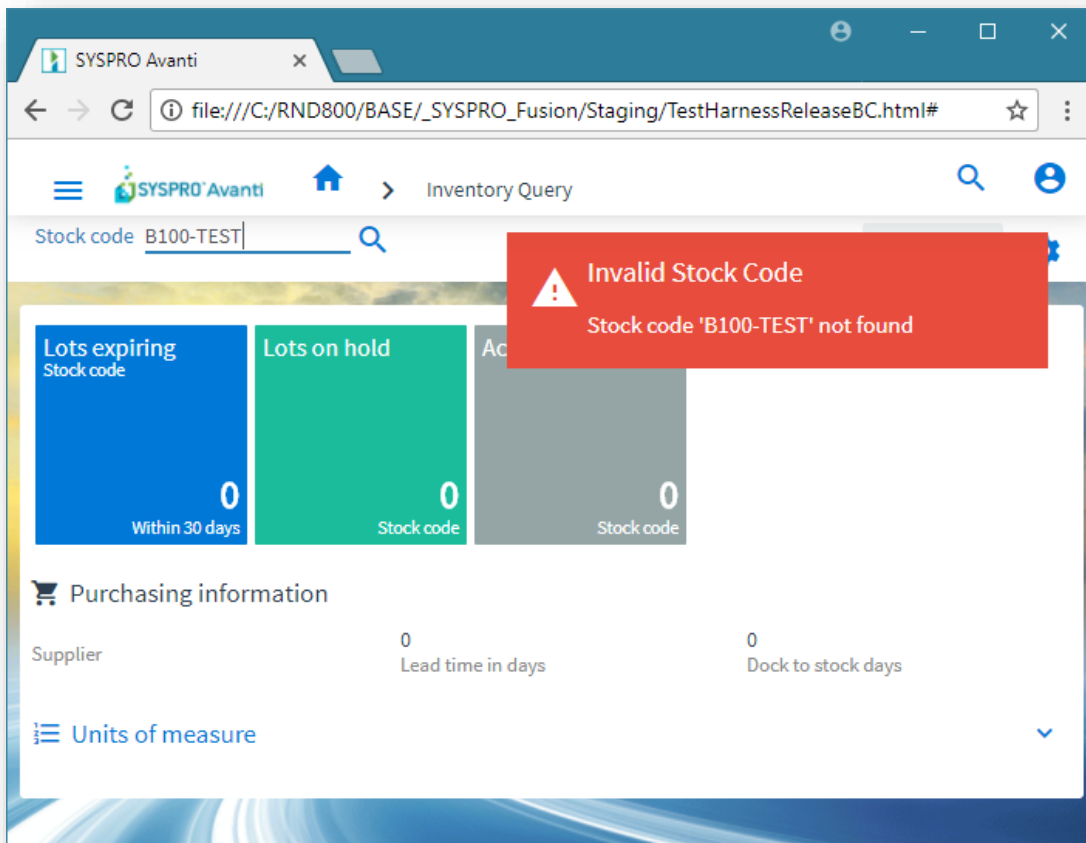 SYSPRO Avanti
file:///C:/RND800/BASE/_SYSPRO_Fusion/Staging/TestHarnessReleaseBC.html#
SYSPRO Avanti
Inventory Query
Stock code B100-TEST
Invalid Stock Code
Stock code 'B100-TEST' not found
Lots expiring
Stock code
0
Within 30 days
Lots on hold
0
Stock code
0
Stock code
Purchasing information
Supplier
0
Lead time in days
0
Dock to stock days
Units of measure